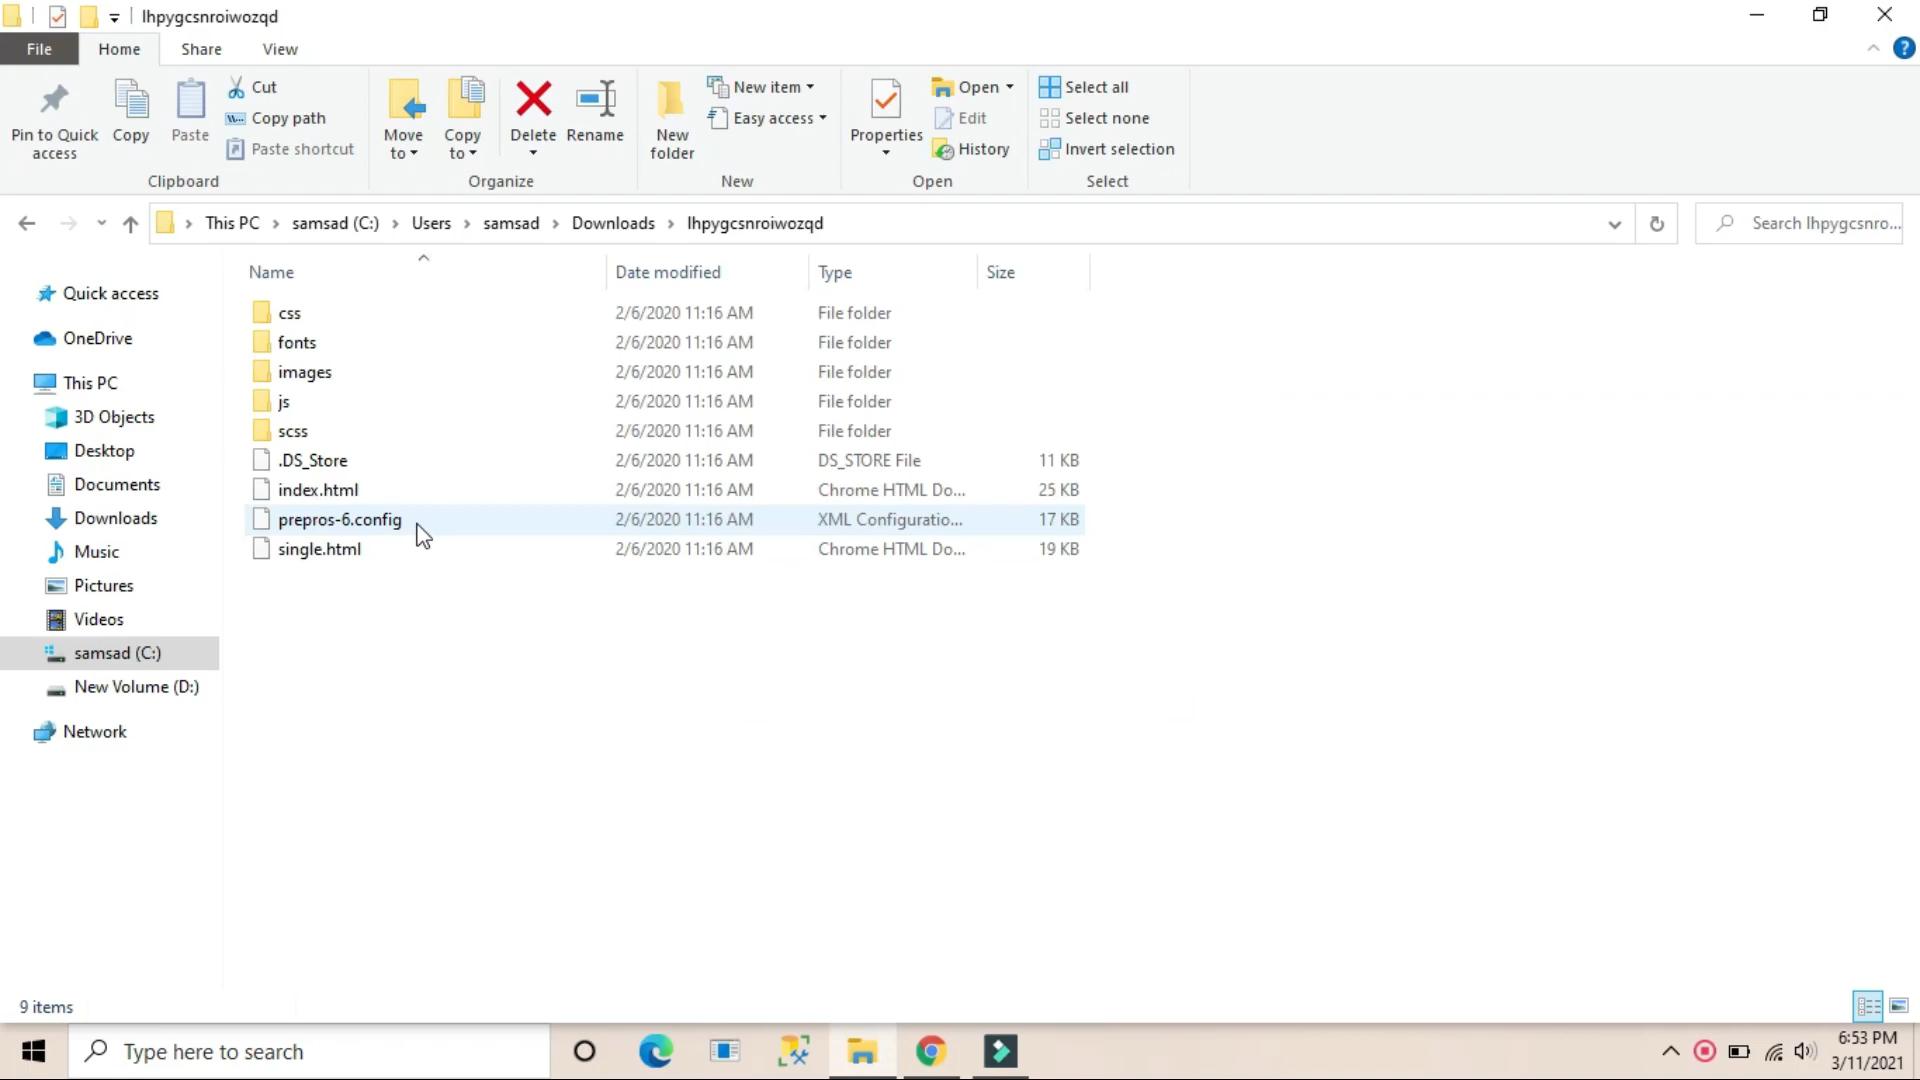 lhpygcsnroiwozqd
File Home Share View
Pin to Quick access
Copy
Paste
Cut
Copy path
Paste shortcut
Clipboard
Move to
Copy to
Delete
Rename
Organize
New folder
New item
Easy access
New
Properties
Open
Edit
History
Open
Select all
Select none
Invert selection
Select
This PC > samsad (C:) > Users > samsad > Downloads > lhpygcsnroiwozqd
Search lhpygcsnro...
Quick access
OneDrive
This PC
3D Objects
Desktop
Documents
Downloads
Music
Pictures
Videos
samsad (C:)
New Volume (D:)
Network
Name Date modified Type Size
css 2/6/2020 11:16 AM File folder
fonts 2/6/2020 11:16 AM File folder
images 2/6/2020 11:16 AM File folder
js 2/6/2020 11:16 AM File folder
scss 2/6/2020 11:16 AM File folder
.DS_Store 2/6/2020 11:16 AM DS_STORE File 11 KB
index.html 2/6/2020 11:16 AM Chrome HTML Do... 25 KB
prepros-6.config 2/6/2020 11:16 AM XML Configuratio... 17 KB
single.html 2/6/2020 11:16 AM Chrome HTML Do... 19 KB
9 items
Type here to search
6:53 PM
3/11/2021